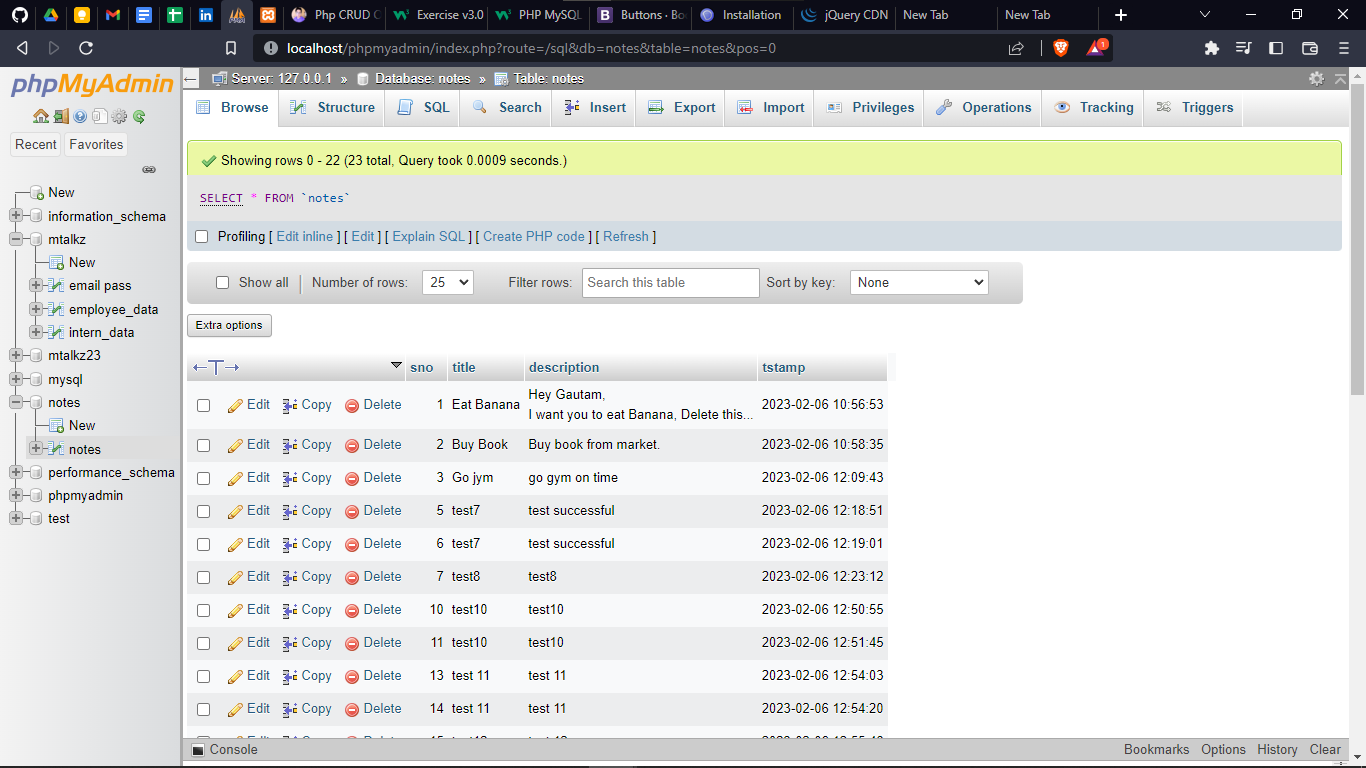 Php CRUD C
Exercise v3.0
PHP MySQL
Buttons · Bo
Installation
jQuery CDN
New Tab
New Tab
localhost/phpmyadmin/index.php?route=/sql&db=notes&table=notes&pos=0
1
phpMyAdmin
Recent Favorites
New
information_schema
mtalkz
New
email pass
employee_data
intern_data
mtalkz23
mysql
notes
New
notes
performance_schema
phpmyadmin
test
Server: 127.0.0.1 » Database: notes » Table: notes
Browse Structure SQL Search Insert Export Import Privileges Operations Tracking Triggers
Showing rows 0 - 22 (23 total, Query took 0.0009 seconds.)
SELECT * FROM `notes`
Profiling [ Edit inline ] [ Edit ] [ Explain SQL ] [ Create PHP code ] [ Refresh ]
Show all Number of rows: 25 Filter rows: Search this table Sort by key: None
Extra options
sno title description tstamp
Edit Copy Delete 1 Eat Banana Hey Gautam,
I want you to eat Banana, Delete this... 2023-02-06 10:56:53
Edit Copy Delete 2 Buy Book Buy book from market. 2023-02-06 10:58:35
Edit Copy Delete 3 Go jym go gym on time 2023-02-06 12:09:43
Edit Copy Delete 5 test7 test successful 2023-02-06 12:18:51
Edit Copy Delete 6 test7 test successful 2023-02-06 12:19:01
Edit Copy Delete 7 test8 test8 2023-02-06 12:23:12
Edit Copy Delete 10 test10 test10 2023-02-06 12:50:55
Edit Copy Delete 11 test10 test10 2023-02-06 12:51:45
Edit Copy Delete 13 test 11 test 11 2023-02-06 12:54:03
Edit Copy Delete 14 test 11 test 11 2023-02-06 12:54:20
Console Bookmarks Options History Clear